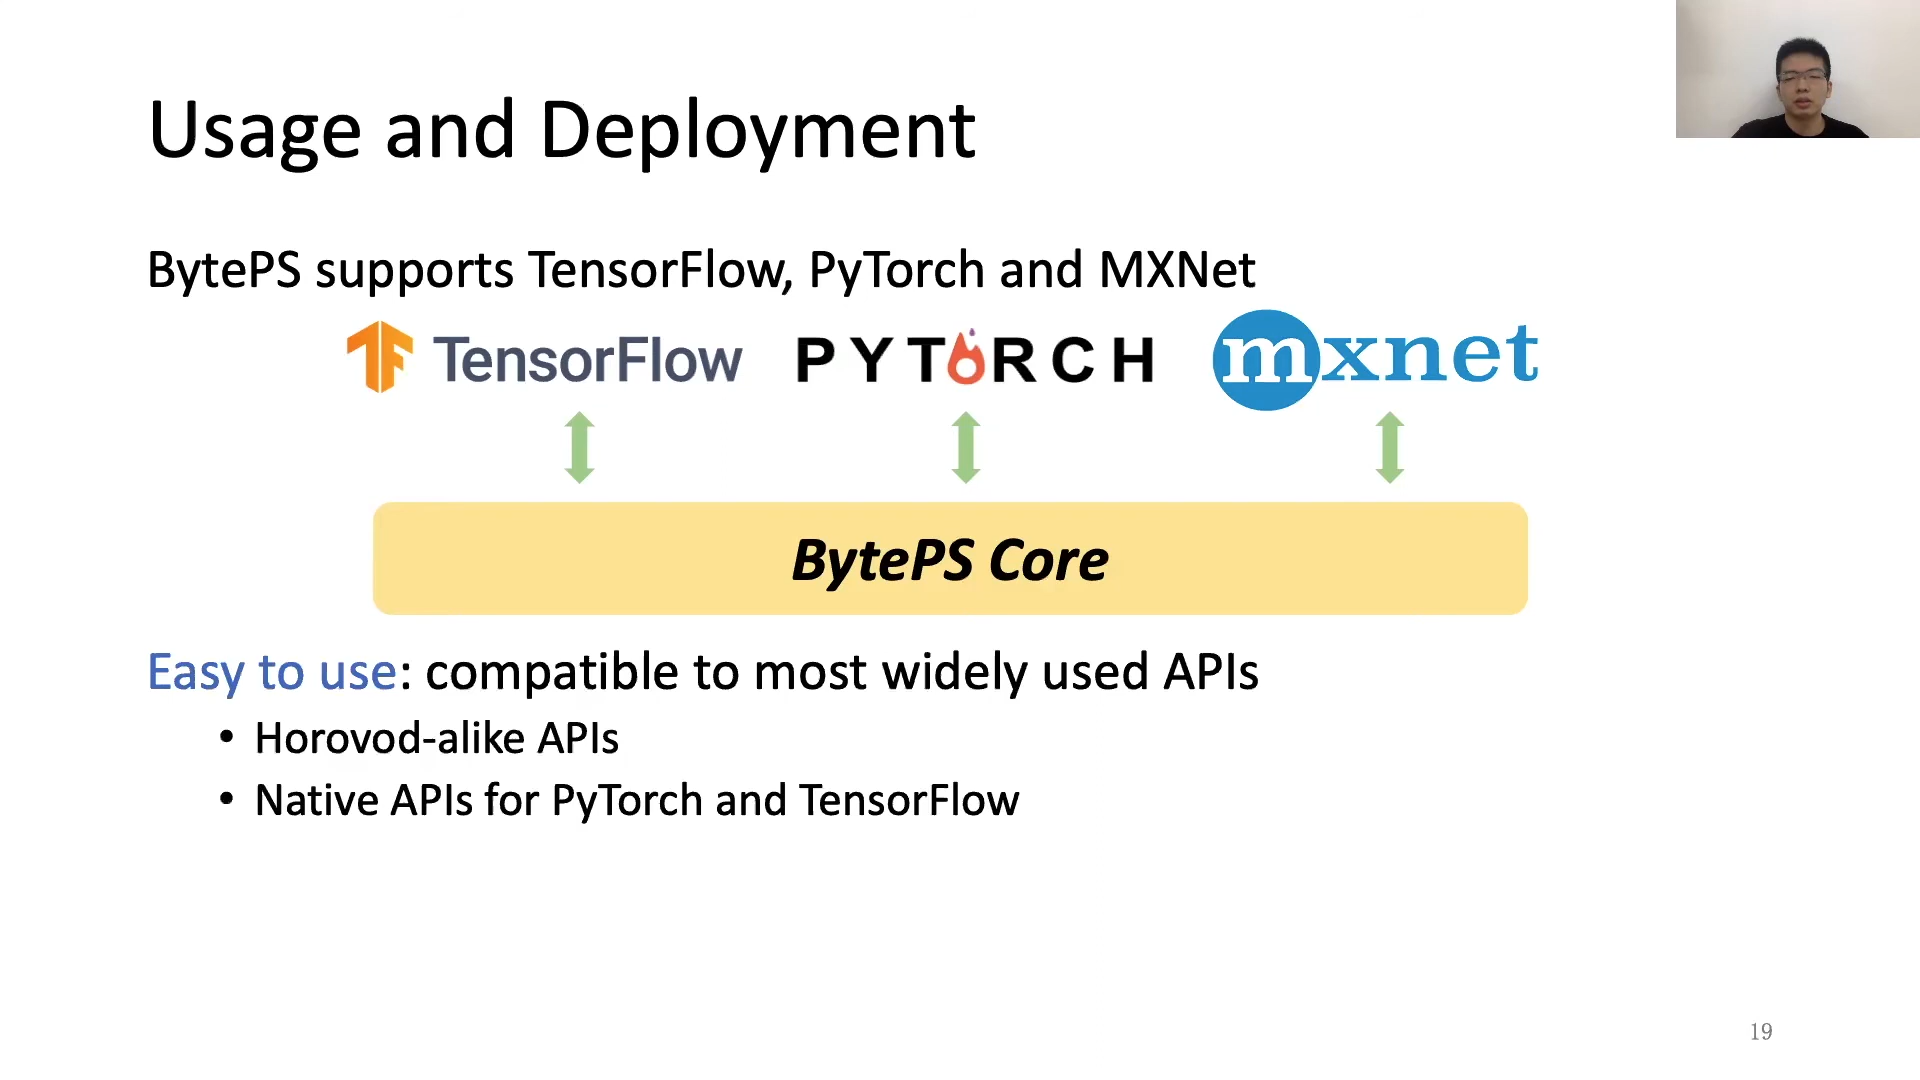 Usage and Deployment
BytePS supports TensorFlow, PyTorch and MXNet
TensorFlow PYTORCH mxnet
BytePS Core
Easy to use: compatible to most widely used APIs
• Horovod-alike APIs
• Native APIs for PyTorch and TensorFlow
19